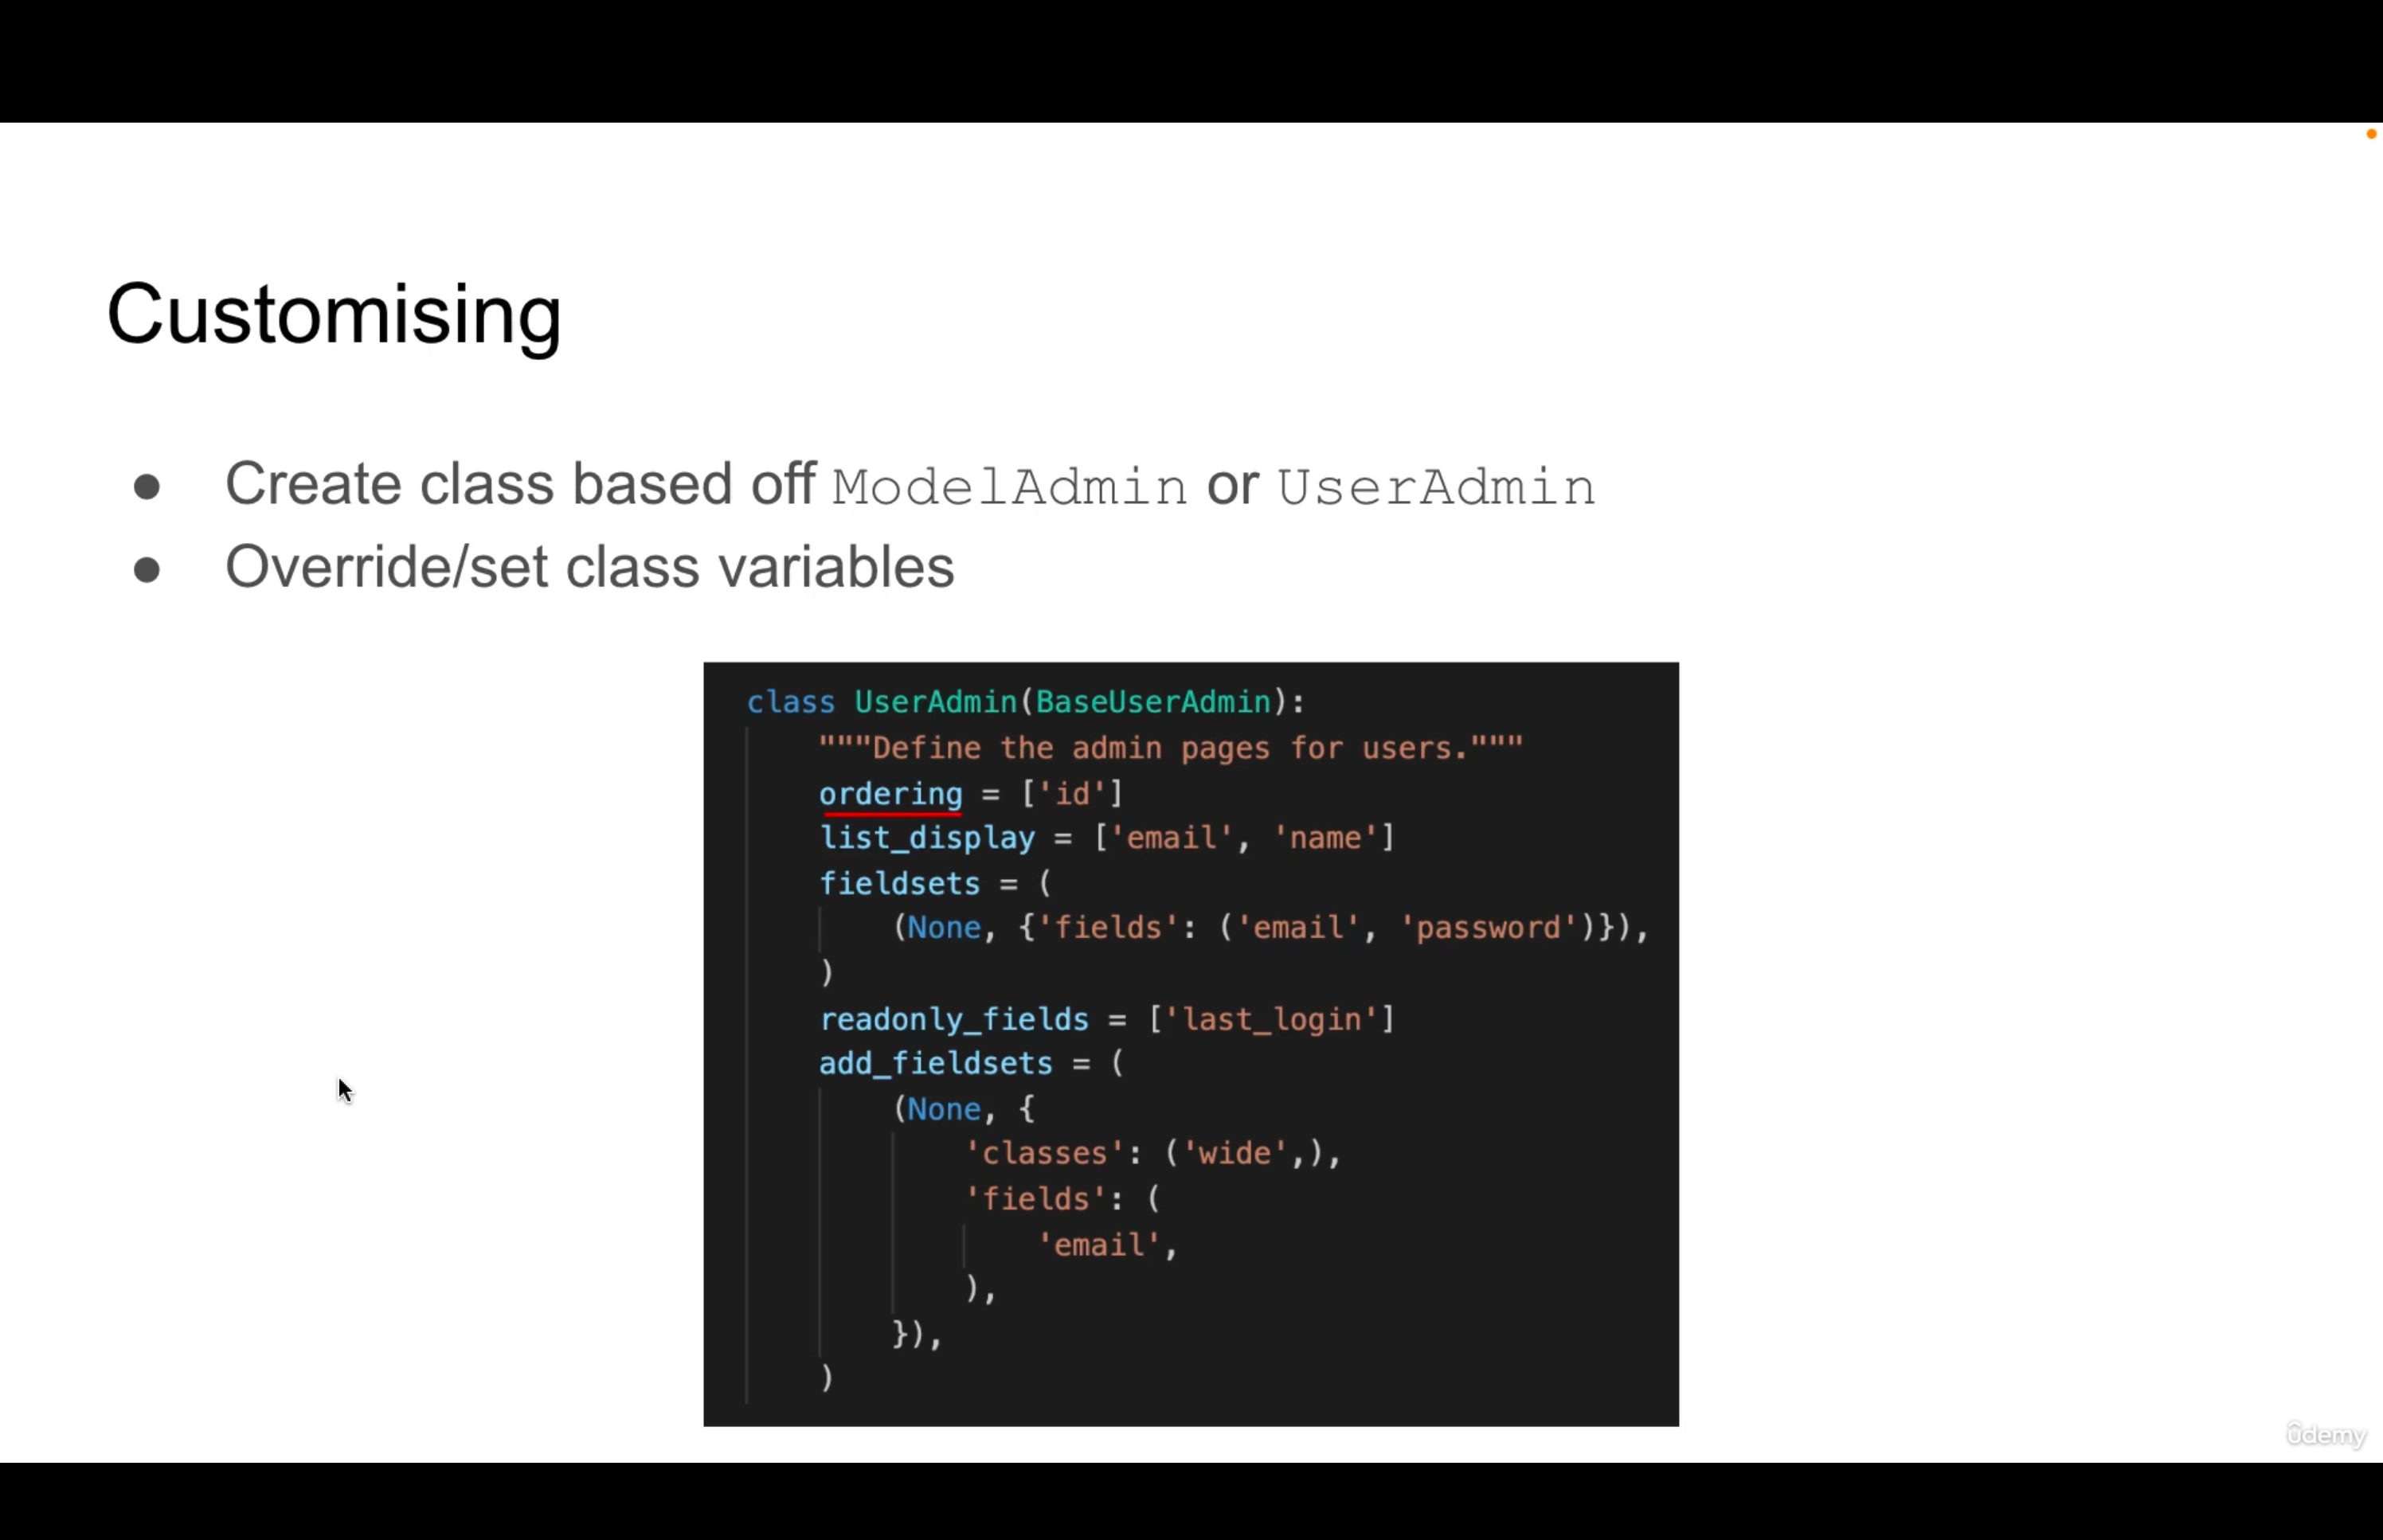 Customising
● Create class based off ModelAdmin or UserAdmin
● Override/set class variables
class UserAdmin(BaseUserAdmin):
    """Define the admin pages for users."""
    ordering = ['id']
    list_display = ['email', 'name']
    fieldsets = (
        (None, {'fields': ('email', 'password')}),
    )
    readonly_fields = ['last_login']
    add_fieldsets = (
        (None, {
            'classes': ('wide',),
            'fields': (
                'email',
            ),
        }),
    )
ûdemy